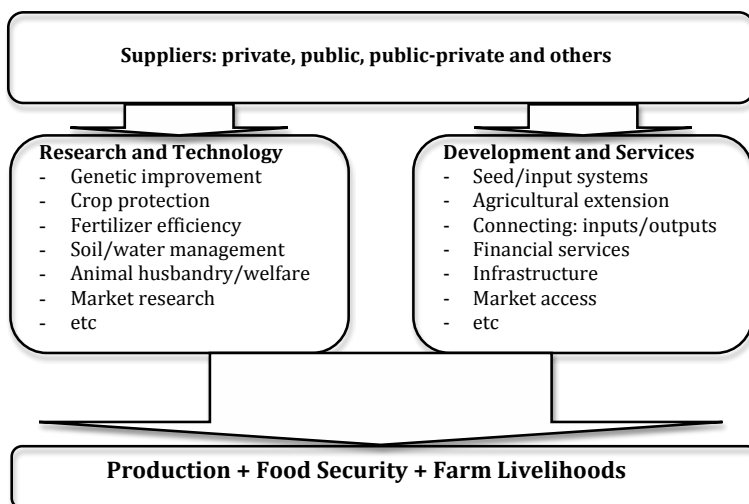 Suppliers: private, public, public-private and others
Research and Technology
- Genetic improvement
- Crop protection
- Fertilizer efficiency
- Soil/water management
- Animal husbandry/welfare
- Market research
- etc
Development and Services
- Seed/input systems
- Agricultural extension
- Connecting: inputs/outputs
- Financial services
- Infrastructure
- Market access
- etc
Production + Food Security + Farm Livelihoods